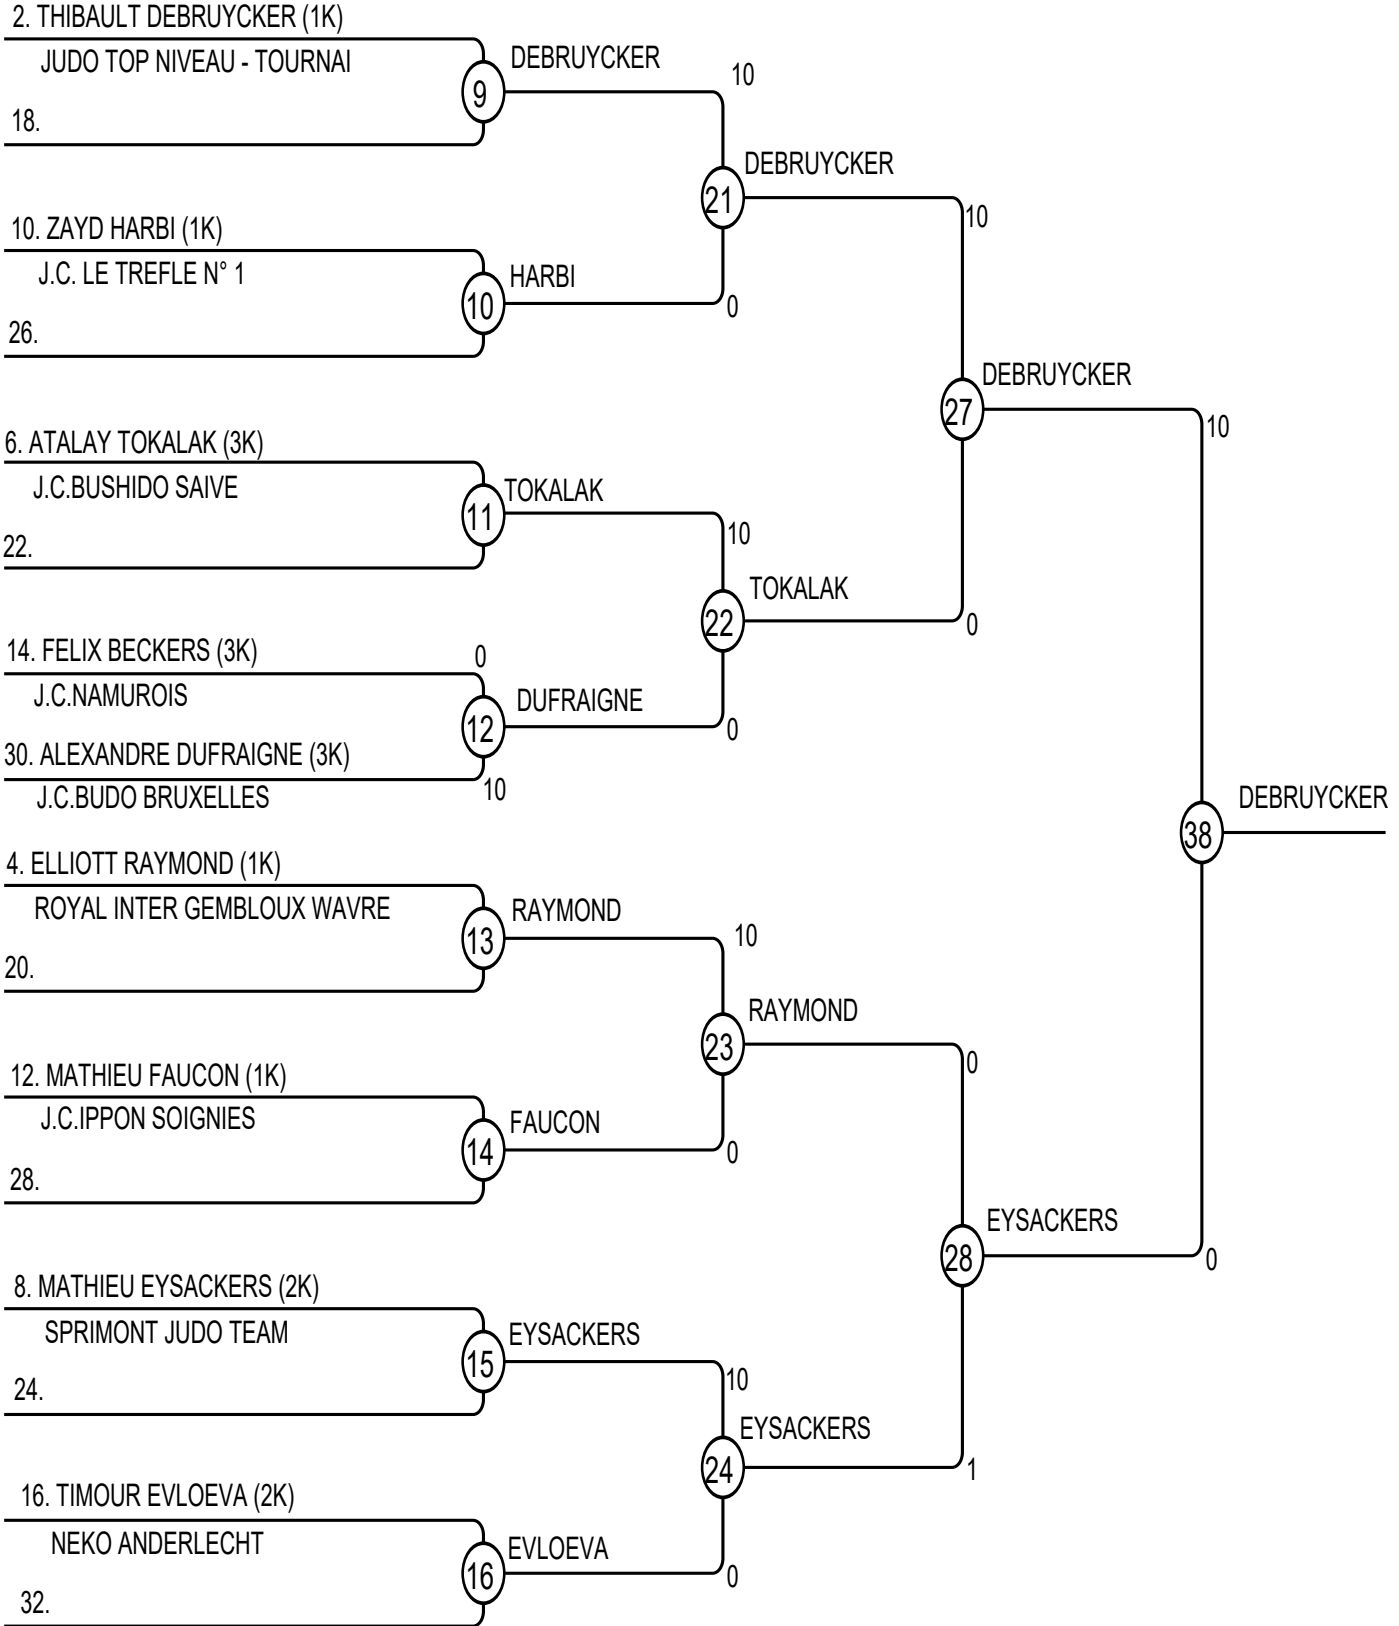 2. THIBAULT DEBRUYCKER (1K)
JUDO TOP NIVEAU - TOURNAI
18.
9
DEBRUYCKER
10
21
DEBRUYCKER
10
10. ZAYD HARBI (1K)
J.C. LE TREFLE N° 1
26.
10
HARBI
0
27
DEBRUYCKER
10
6. ATALAY TOKALAK (3K)
J.C.BUSHIDO SAIVE
22.
11
TOKALAK
10
22
TOKALAK
0
14. FELIX BECKERS (3K)
0
J.C.NAMUROIS
12
DUFRAIGNE
0
30. ALEXANDRE DUFRAIGNE (3K)
10
J.C.BUDO BRUXELLES
38
DEBRUYCKER
4. ELLIOTT RAYMOND (1K)
ROYAL INTER GEMBLOUX WAVRE
20.
13
RAYMOND
10
23
RAYMOND
0
12. MATHIEU FAUCON (1K)
J.C.IPPON SOIGNIES
28.
14
FAUCON
0
28
EYSACKERS
0
8. MATHIEU EYSACKERS (2K)
SPRIMONT JUDO TEAM
24.
15
EYSACKERS
10
24
EYSACKERS
1
16. TIMOUR EVLOEVA (2K)
NEKO ANDERLECHT
32.
16
EVLOEVA
0